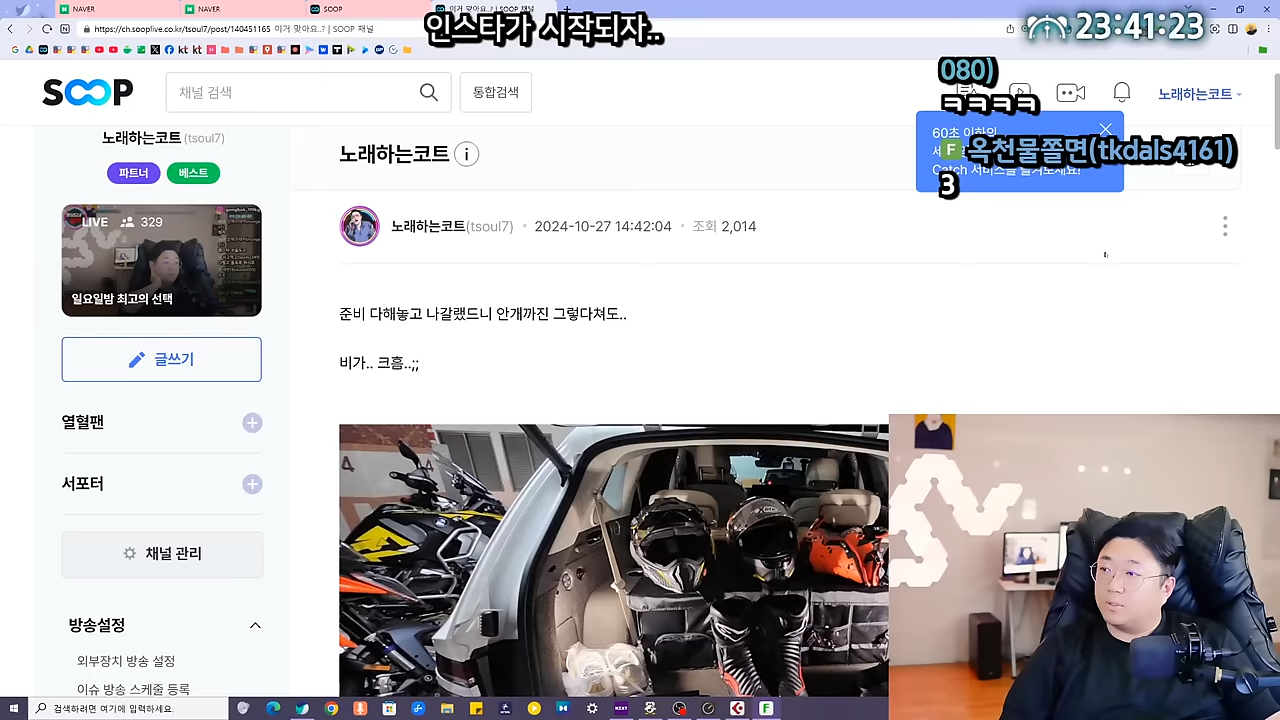 NAVER
NAVER
SOOP
https://ch.sooplive.co.kr/tsoul7/post/140451165
이거 맞아요..? | SOOP 채널
인스타가 시작되자..
23:41:23
SOOP
채널 검색
통합검색
노래하는코트
080)
ㅋㅋㅋㅋ
60초 이하의
F 옥천물쫄면(tkdals4161)
Catch 서비스를 즐겨보세요!
3
노래하는코트 (tsoul7)
파트너
베스트
LIVE 329
일요일밤 최고의 선택
글쓰기
열혈팬
서포터
채널 관리
방송설정
외부장치 방송 설정
이슈 방송 스케줄 등록
노래하는코트
노래하는코트(tsoul7) • 2024-10-27 14:42:04 • 조회 2,014
준비 다해놓고 나갈랬드니 안개까진 그렇다쳐도..
비가.. 크흠..;;
검색하려면 여기에 입력하세요.